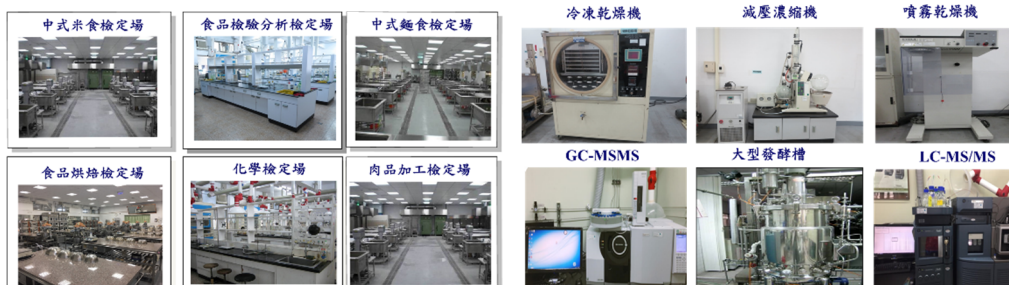 中式米食檢定場
食品檢驗分析檢定場
中式麵食檢定場
食品烘焙檢定場
化學檢定場
肉品加工檢定場
冷凍乾燥機
減壓濃縮機
噴霧乾燥機
GC-MSMS
大型發酵槽
LC-MS/MS